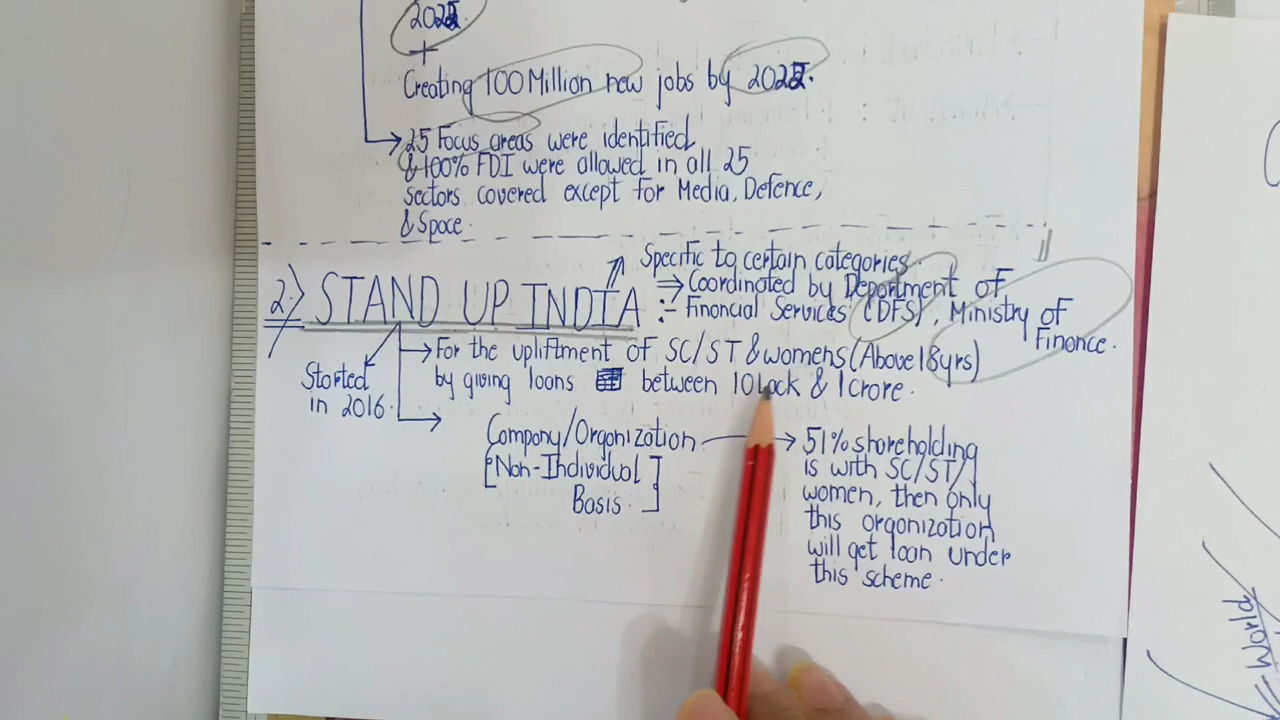 2022.
+
Creating 100 Million new jobs by 2022.
25 Focus areas were identified
& 100% FDI were allowed in all 25
sectors covered except for Media, Defence,
& Space.
Specific to certain categories.
2) STAND UP INDIA :- ⇒ Coordinated by Department of
Financial Services (DFS), Ministry of
Finance.
Started
in 2016.
For the upliftment of SC/ST & womens (Above 18yrs)
by giving loans between 10 Lack & 1 Crore.
Company/Organization
[Non-Individual
Basis.]
51% shareholding
is with SC/ST/
women, then only
this organization
will get loan under
this scheme.
World